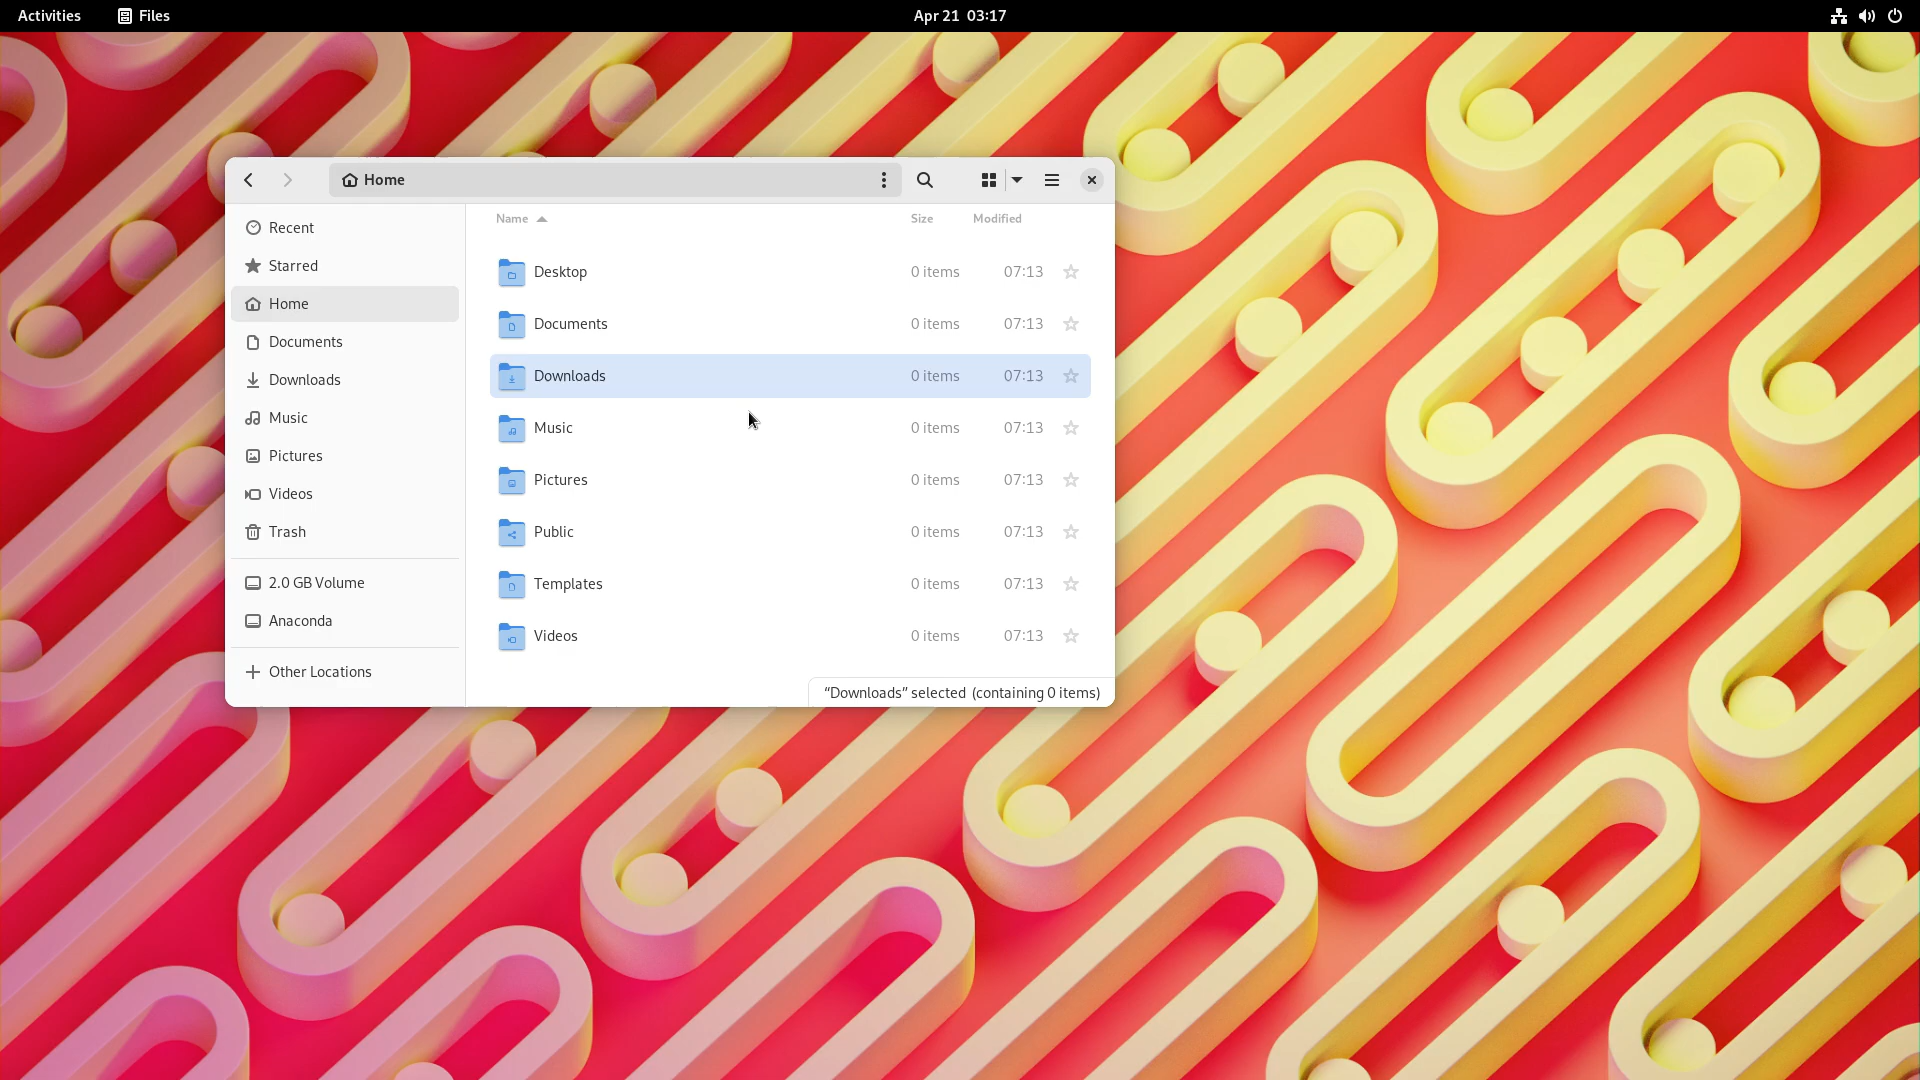 Activities Files Apr 21 03:17
Home
Name Size Modified
Recent
Starred
Home
Documents
Downloads
Music
Pictures
Videos
Trash
2.0 GB Volume
Anaconda
Other Locations
Desktop 0 items 07:13
Documents 0 items 07:13
Downloads 0 items 07:13
Music 0 items 07:13
Pictures 0 items 07:13
Public 0 items 07:13
Templates 0 items 07:13
Videos 0 items 07:13
“Downloads” selected (containing 0 items)